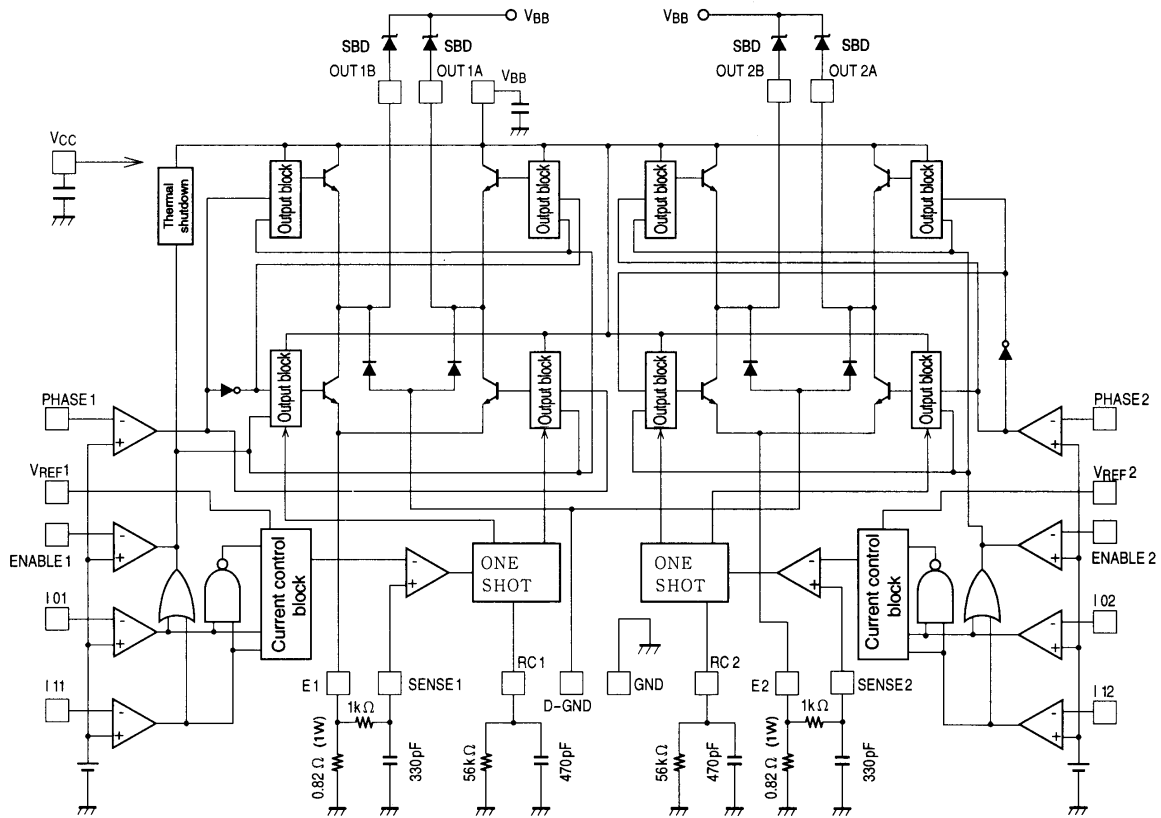 VBB
VBB
SBD
SBD
SBD
SBD
OUT 1B
OUT 1A
VBB
OUT 2B
OUT 2A
VCC
Thermal
shutdown
Output block
Output block
Output block
Output block
Output block
Output block
Output block
Output block
PHASE 1
PHASE 2
VREF 1
VREF 2
ENABLE 1
ENABLE 2
Current control
block
ONE
SHOT
ONE
SHOT
Current control
block
I 01
I 02
I 11
I 12
E1
SENSE 1
RC 1
D-GND
GND
RC 2
E2
SENSE 2
1kΩ
1kΩ
0.82 Ω (1W)
330pF
56kΩ
470pF
56kΩ
470pF
0.82 Ω (1W)
330pF
- + - + - + - + - + - + - + - + - + - +